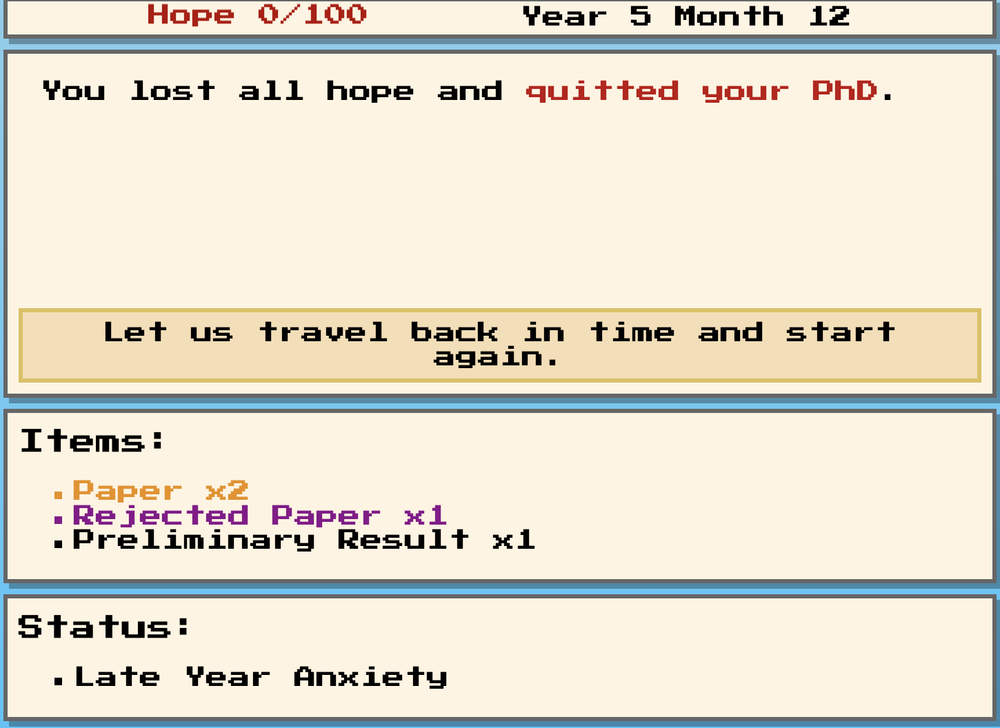 Hope 0/100 Year 5 Month 12
You lost all hope and quitted your PhD.
Let us travel back in time and start
again.
Items:
▪ Paper x2
▪ Rejected Paper x1
▪ Preliminary Result x1
Status:
▪ Late Year Anxiety